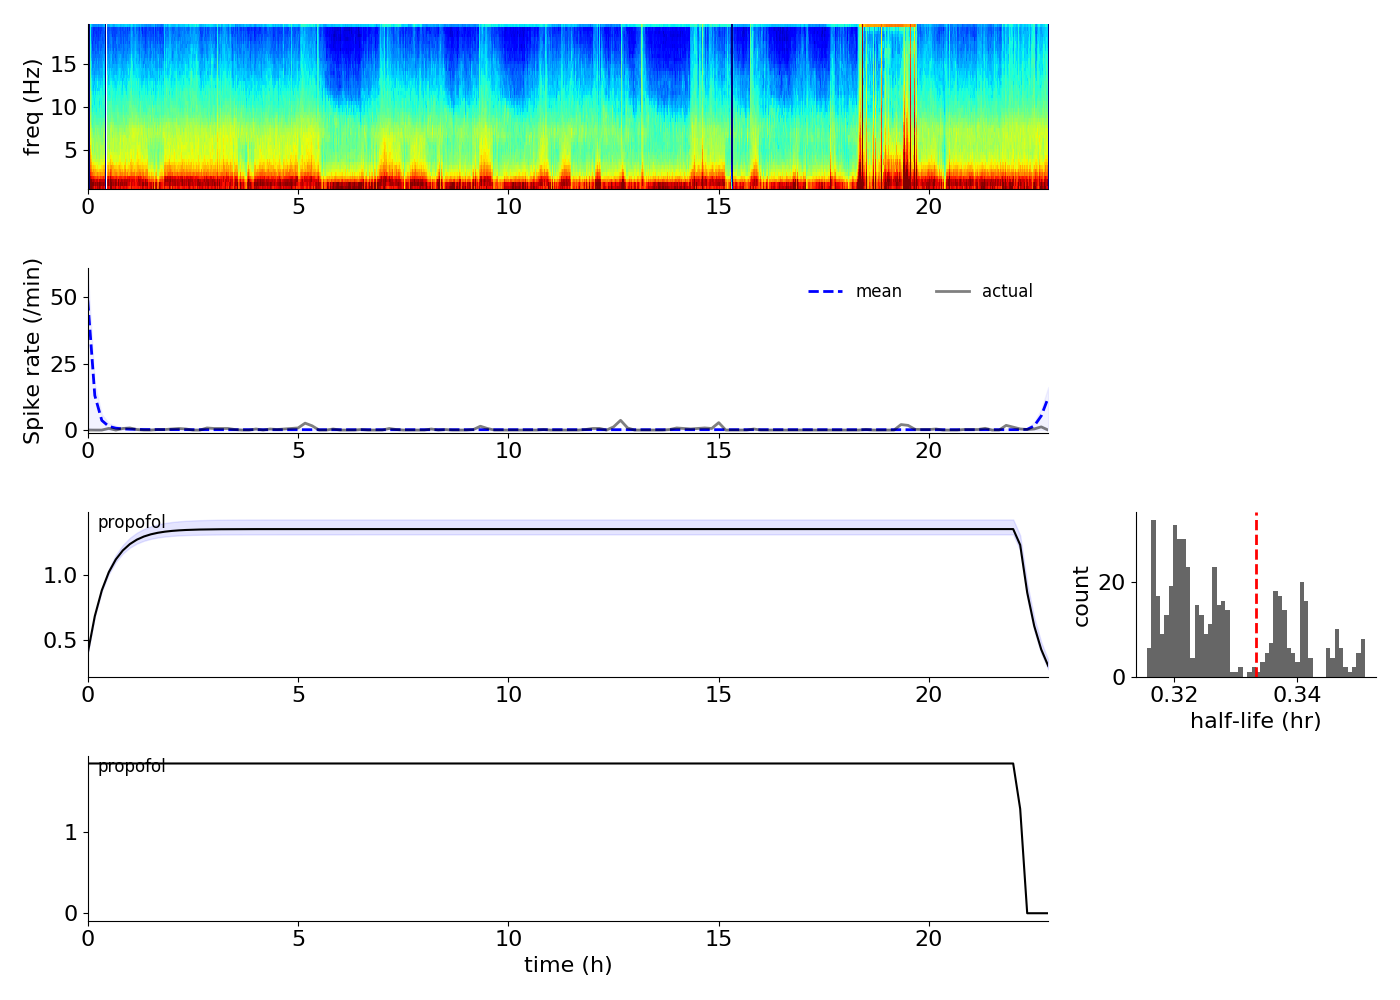 freq (Hz)
15
10
5
0 5 10 15 20
Spike rate (/min)
50
25
0
mean actual
0 5 10 15 20
propofol
1.0
0.5
0 5 10 15 20
count
20
0
0.32 0.34
half-life (hr)
propofol
1
0
0 5 10 15 20
time (h)